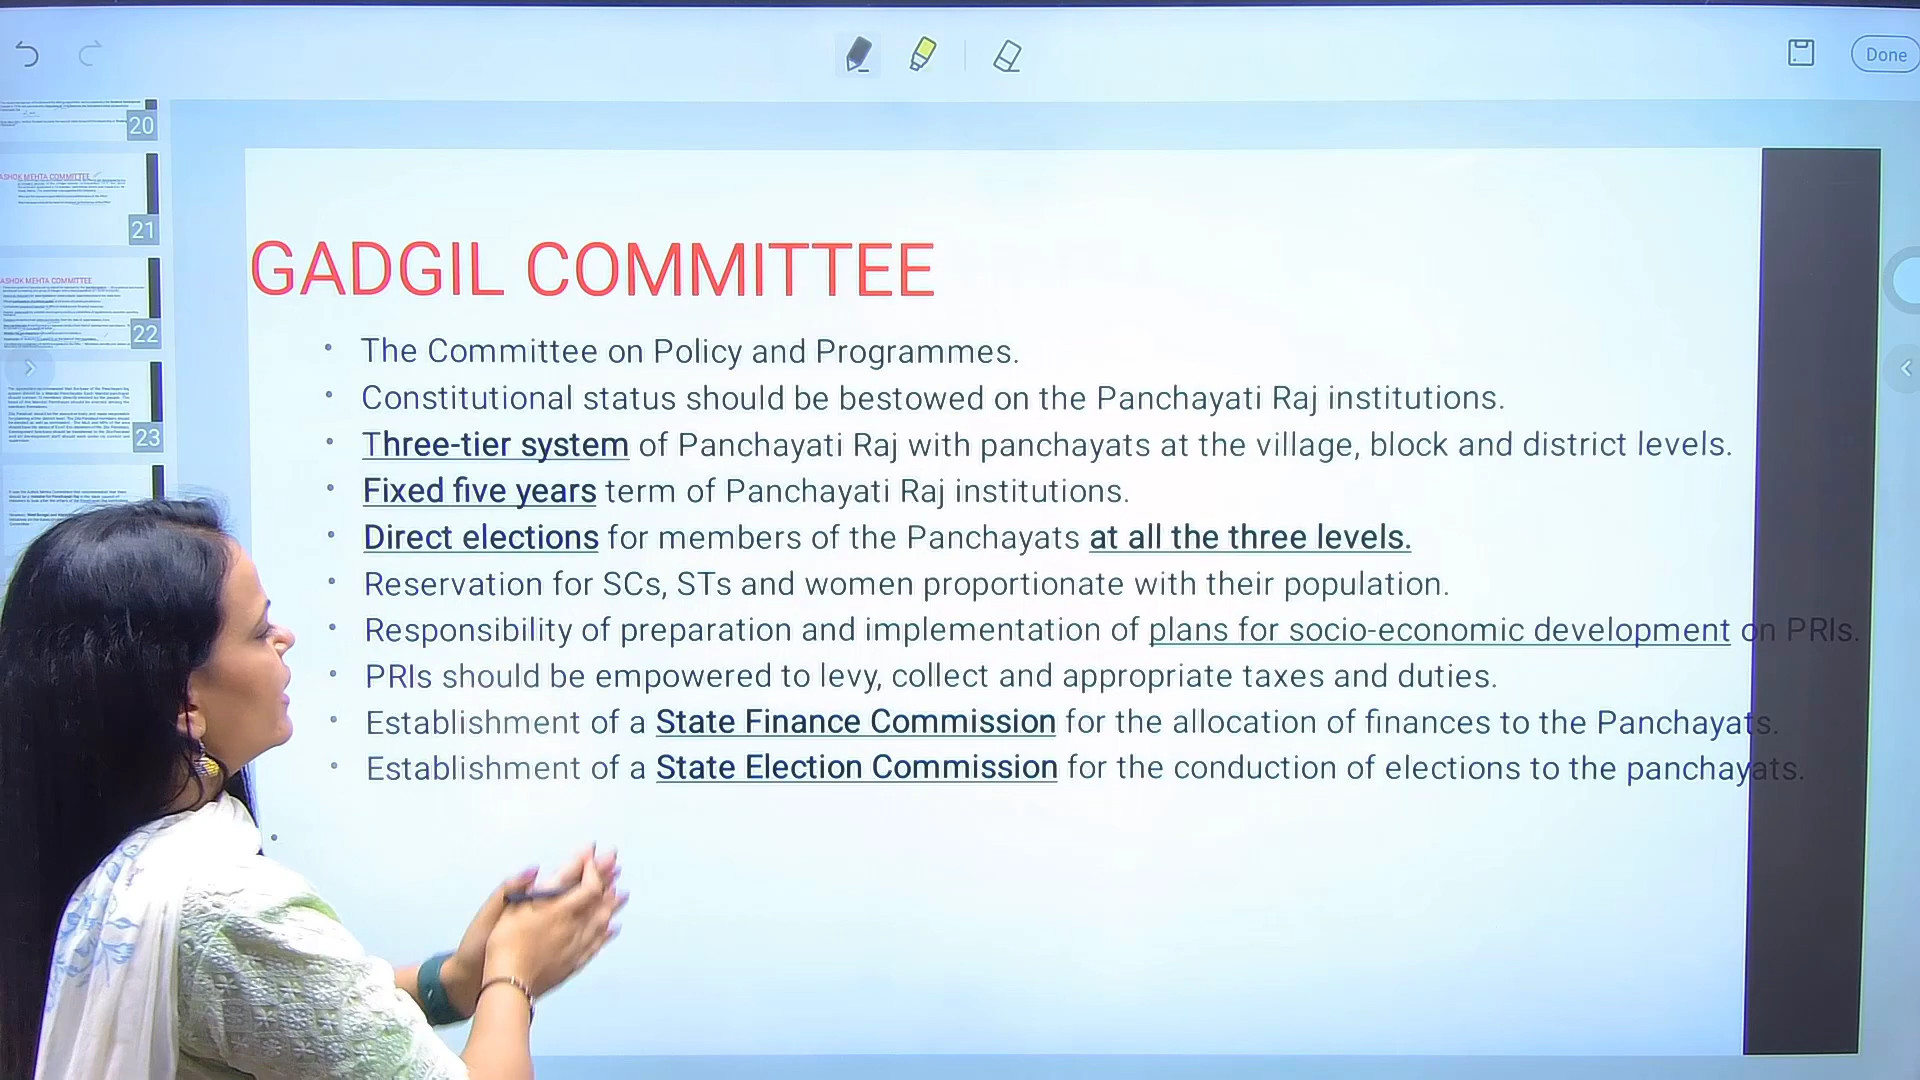 Done
20
ASHOK MEHTA COMMITTEE
21
ASHOK MEHTA COMMITTEE
22
23
GADGIL COMMITTEE
• The Committee on Policy and Programmes.
• Constitutional status should be bestowed on the Panchayati Raj institutions.
• Three-tier system of Panchayati Raj with panchayats at the village, block and district levels.
• Fixed five years term of Panchayati Raj institutions.
• Direct elections for members of the Panchayats at all the three levels.
• Reservation for SCs, STs and women proportionate with their population.
• Responsibility of preparation and implementation of plans for socio-economic development on PRIs.
• PRIs should be empowered to levy, collect and appropriate taxes and duties.
• Establishment of a State Finance Commission for the allocation of finances to the Panchayats.
• Establishment of a State Election Commission for the conduction of elections to the panchayats.